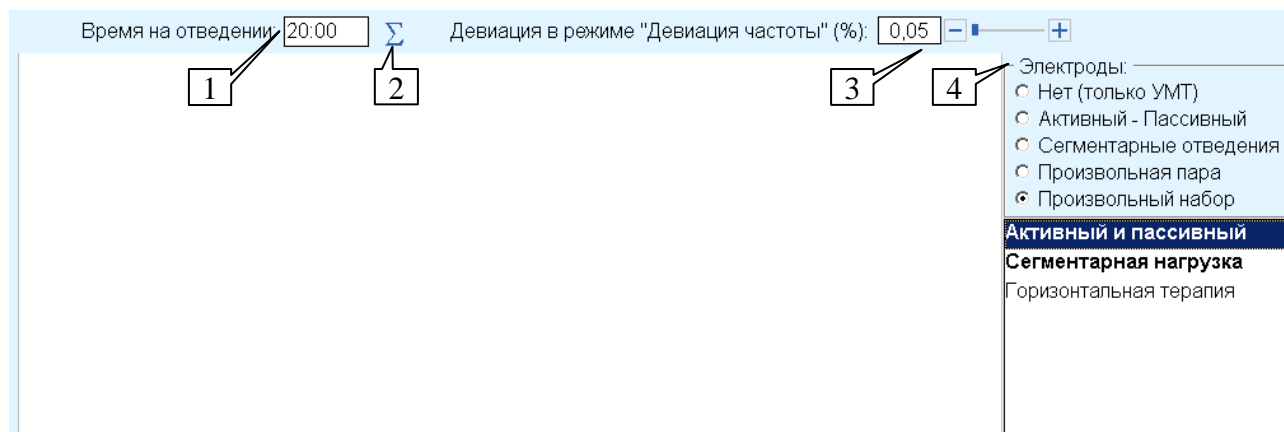 Время на отведении: 20:00 Σ Девиация в режиме "Девиация частоты" (%): 0,05
1 2 3 4
Электроды:
Нет (только УМТ)
Активный - Пассивный
Сегментарные отведения
Произвольная пара
Произвольный набор
Активный и пассивный
Сегментарная нагрузка
Горизонтальная терапия